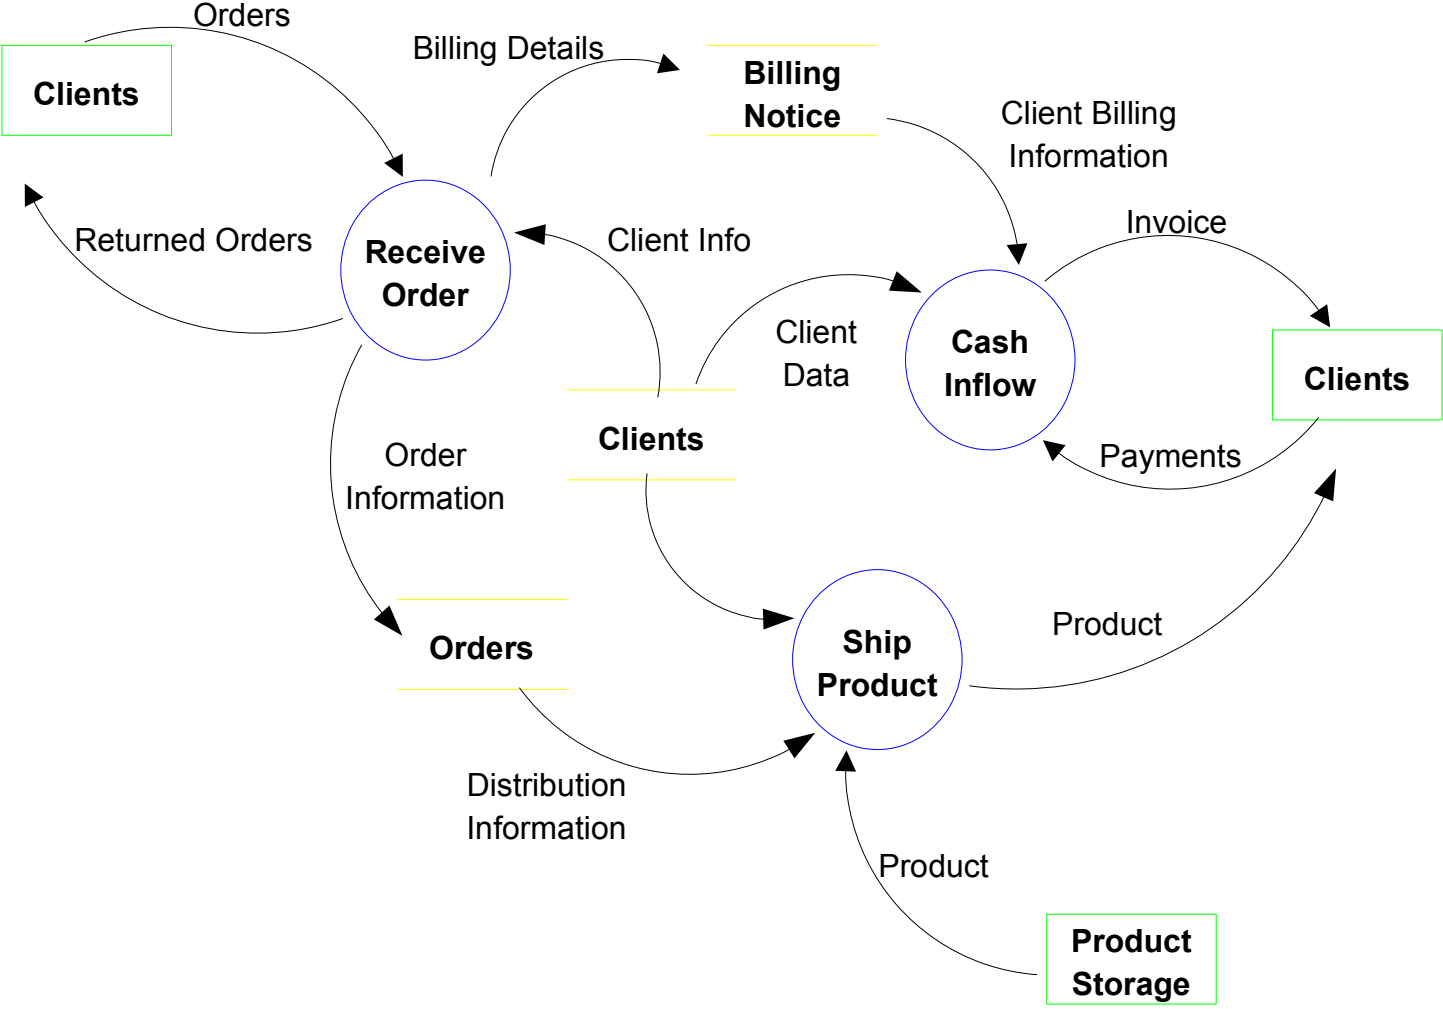 Orders
Billing Details
Clients
Billing
Notice
Client Billing
Information
Invoice
Returned Orders
Receive
Order
Client Info
Client
Data
Cash
Inflow
Clients
Order
Information
Clients
Payments
Orders
Ship
Product
Product
Distribution
Information
Product
Product
Storage